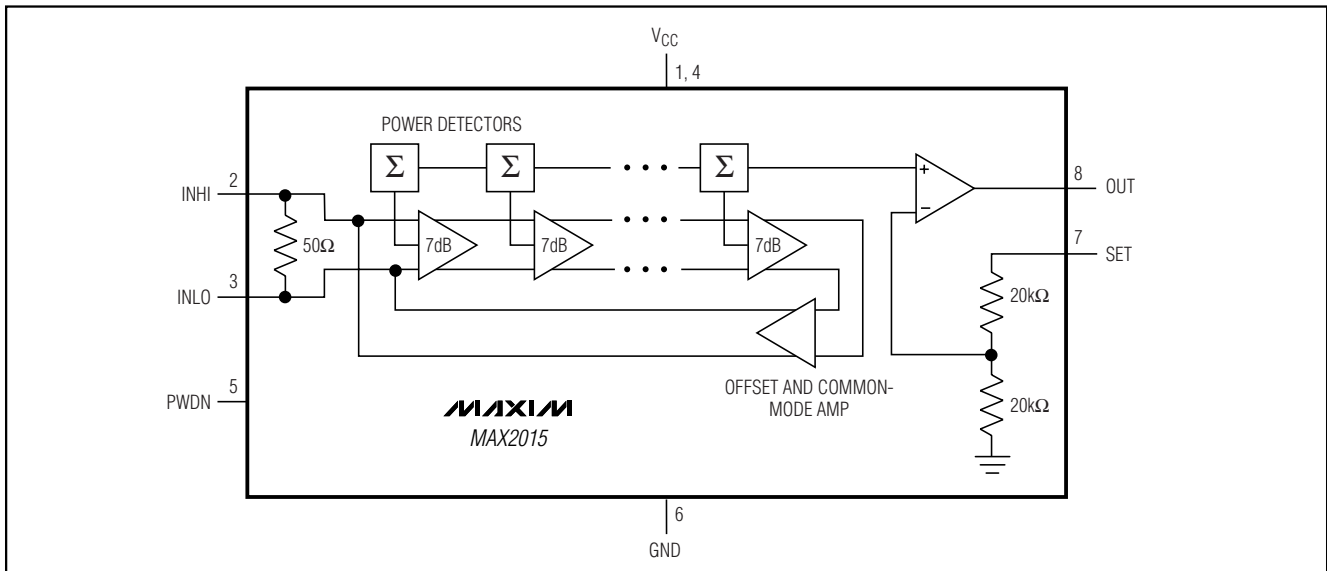 VCC
1, 4
POWER DETECTORS
Σ Σ Σ
+
−
8
OUT
2
INHI
7
SET
50Ω
7dB 7dB 7dB
3
INLO
20kΩ
OFFSET AND COMMON-
MODE AMP
5
PWDN
20kΩ
MAXIM
MAX2015
6
GND